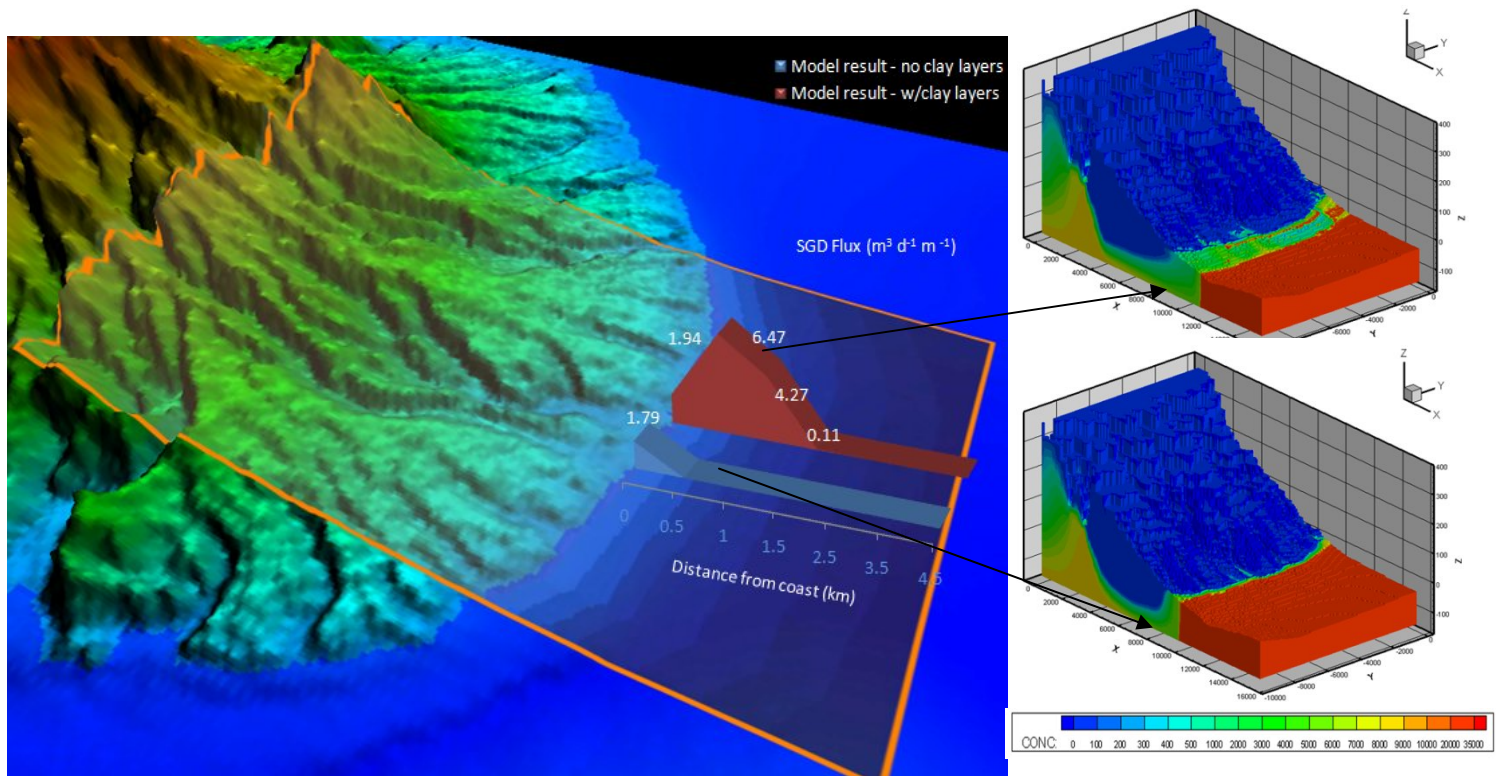 Model result - no clay layers
Model result - w/clay layers
SGD Flux (m³ d⁻¹ m ⁻¹)
1.94
6.47
4.27
0.11
1.79
0
0.5
1
1.5
2.5
3.5
4.5
Distance from coast (km)
Z
Y
X
400
300
200
100
0
-100
Z
0
2000
4000
6000
8000
10000
12000
X
0
-2000
-4000
-6000
Y
Z
Y
X
400
300
200
100
0
-100
Z
0
2000
4000
6000
8000
10000
12000
14000
16000
X
0
-2000
-4000
-6000
-8000
-10000
Y
CONC:
0 100 200 300 400 500 1000 2000 3000 4000 5000 6000 7000 8000 9000 10000 20000 35000